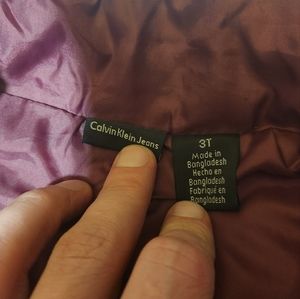 Calvin Klein Jeans
3T
Made in
Bangladesh
Hecho en
Bangladesh
Fabriqué en
Bangladesh